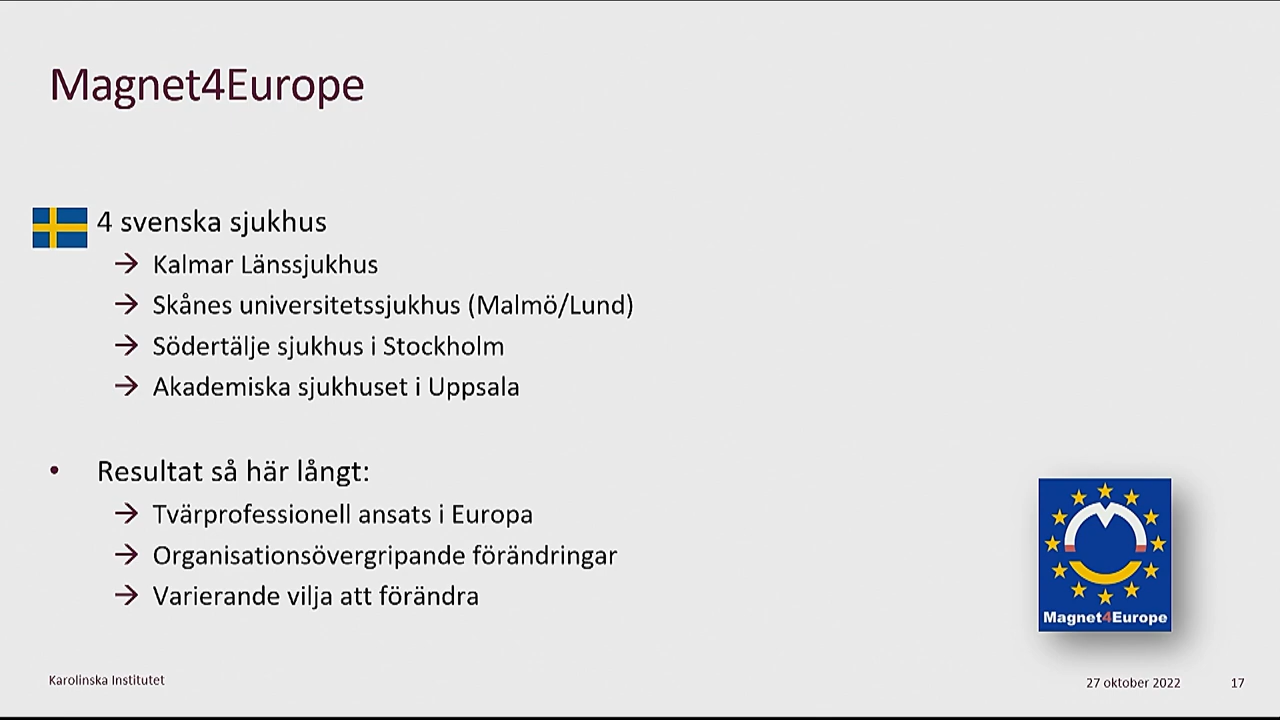 Magnet4Europe
4 svenska sjukhus
→ Kalmar Länssjukhus
→ Skånes universitetssjukhus (Malmö/Lund)
→ Södertälje sjukhus i Stockholm
→ Akademiska sjukhuset i Uppsala
• Resultat så här långt:
→ Tvärprofessionell ansats i Europa
→ Organisationsövergripande förändringar
→ Varierande vilja att förändra
Magnet4Europe
Karolinska Institutet
27 oktober 2022
17